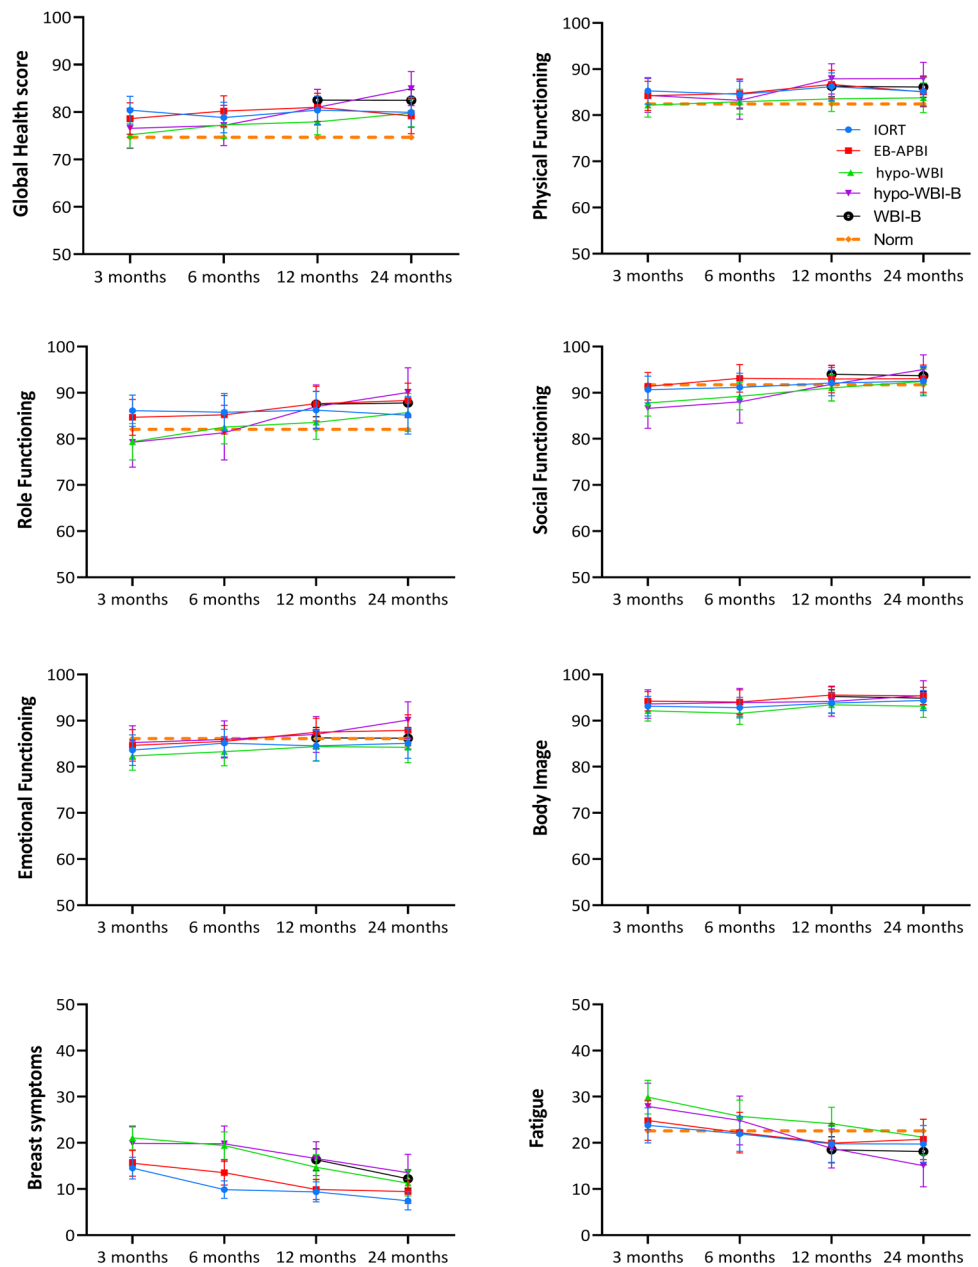 Global Health score
100
90
80
70
60
50
3 months 6 months 12 months 24 months
Physical Functioning
100
90
80
70
60
50
IORT
EB-APBI
hypo-WBI
hypo-WBI-B
WBI-B
Norm
3 months 6 months 12 months 24 months
Role Functioning
100
90
80
70
60
50
3 months 6 months 12 months 24 months
Social Functioning
100
90
80
70
60
50
3 months 6 months 12 months 24 months
Emotional Functioning
100
90
80
70
60
50
3 months 6 months 12 months 24 months
Body Image
100
90
80
70
60
50
3 months 6 months 12 months 24 months
Breast symptoms
50
40
30
20
10
0
3 months 6 months 12 months 24 months
Fatigue
50
40
30
20
10
0
3 months 6 months 12 months 24 months